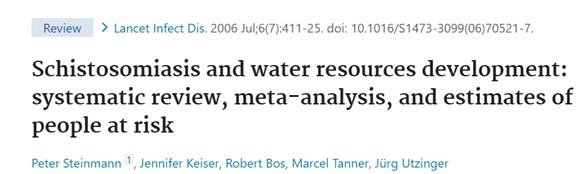 Review > Lancet Infect Dis. 2006 Jul;6(7):411-25. doi: 10.1016/S1473-3099(06)70521-7.
Schistosomiasis and water resources development:
systematic review, meta-analysis, and estimates of
people at risk
Peter Steinmann 1, Jennifer Keiser, Robert Bos, Marcel Tanner, Jürg Utzinger